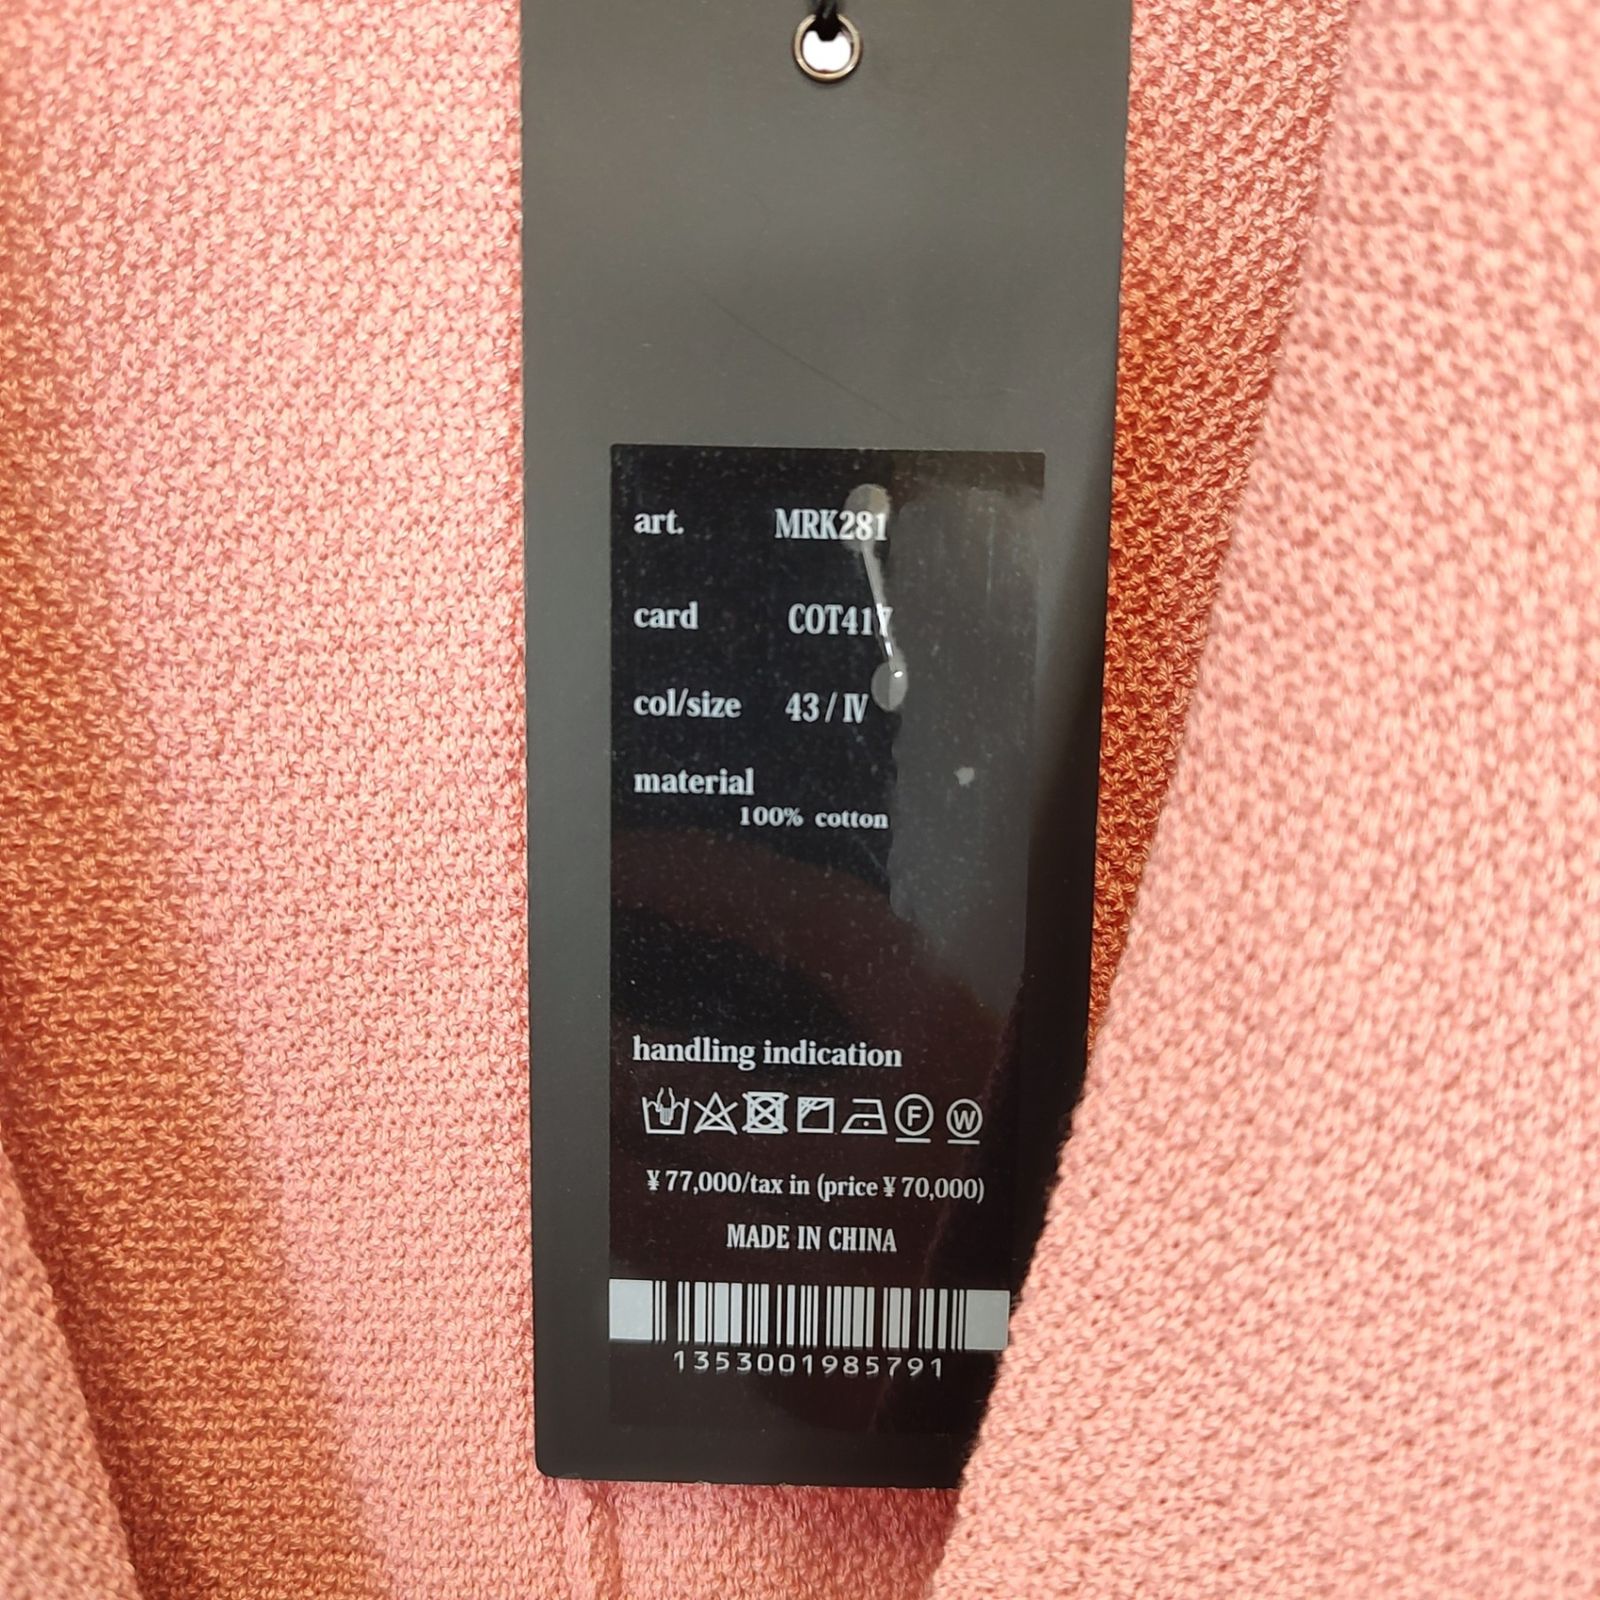 art. MRK281
card COT417
col/size 43 / IV
material
100% cotton
handling indication
F W
¥77,000/tax in (price ¥70,000)
MADE IN CHINA
1353001985791